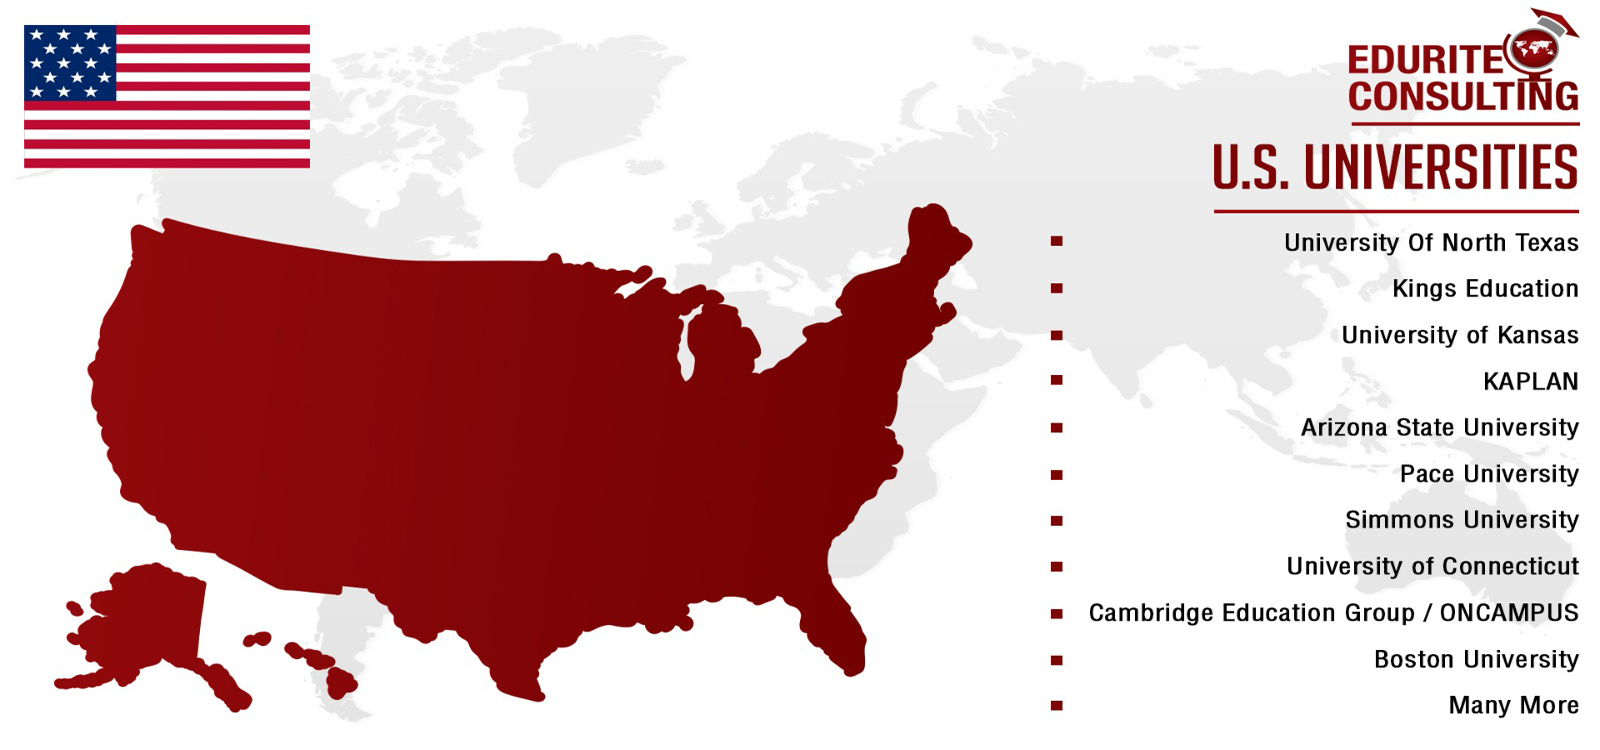 EDURITE
CONSULTING
U.S. UNIVERSITIES
University Of North Texas
Kings Education
University of Kansas
KAPLAN
Arizona State University
Pace University
Simmons University
University of Connecticut
Cambridge Education Group / ONCAMPUS
Boston University
Many More